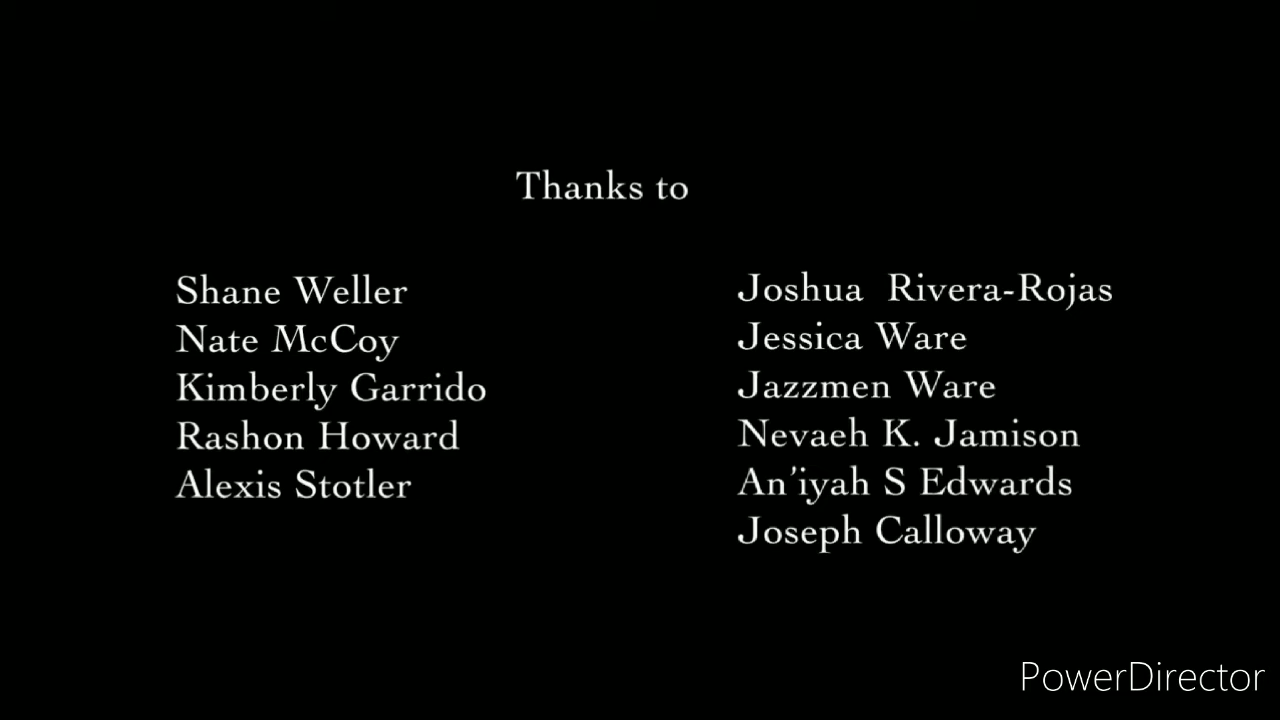 Thanks to
Shane Weller
Nate McCoy
Kimberly Garrido
Rashon Howard
Alexis Stotler
Joshua  Rivera-Rojas
Jessica Ware
Jazzmen Ware
Nevaeh K. Jamison
An’iyah S Edwards
Joseph Calloway
PowerDirector